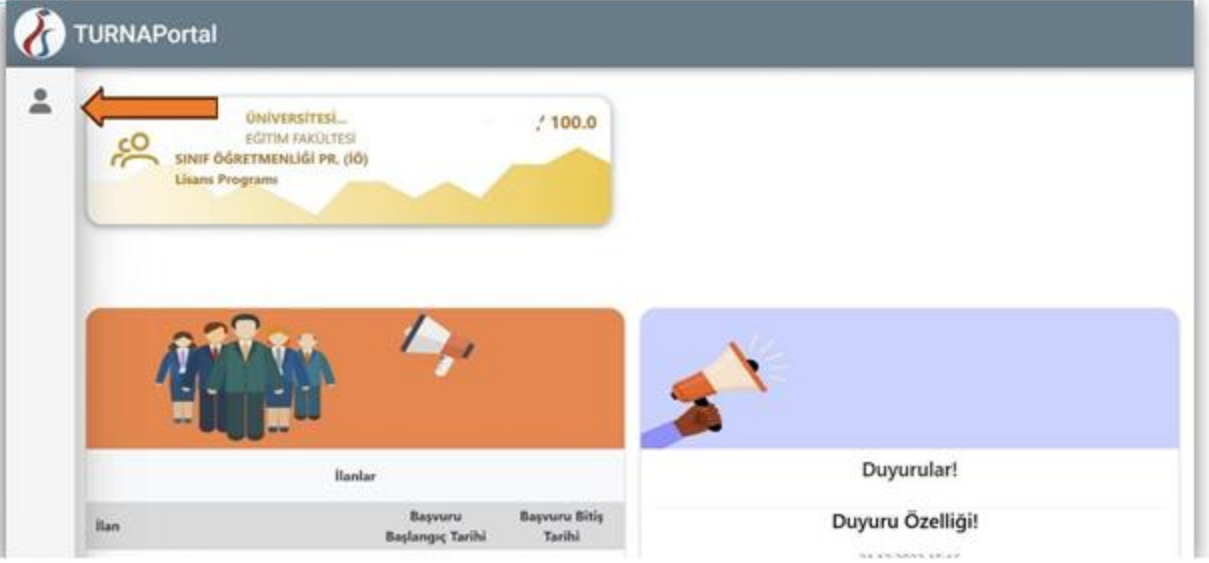 TURNAPortal
ÜNİVERSİTESİ...
EĞİTİM FAKÜLTESİ
SINIF ÖĞRETMENLİĞİ PR. (İÖ)
Lisans Programı
/ 100.0
İlanlar
İlan
Başvuru Başlangıç Tarihi
Başvuru Bitiş Tarihi
Duyurular!
Duyuru Özelliği!